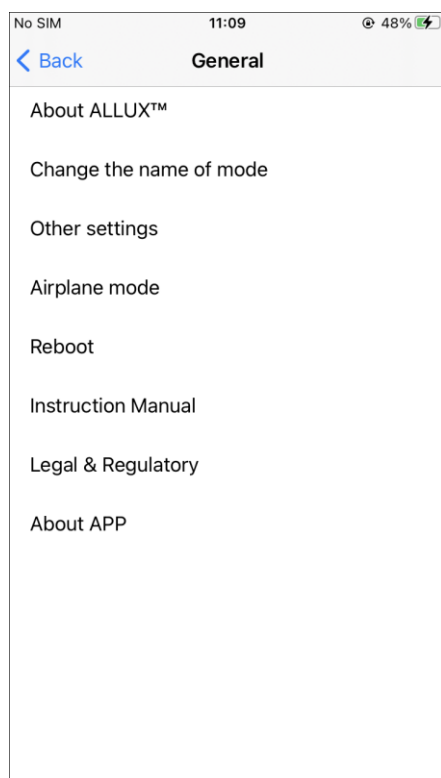 No SIM 11:09 48%
Back General
About ALLUX™
Change the name of mode
Other settings
Airplane mode
Reboot
Instruction Manual
Legal & Regulatory
About APP